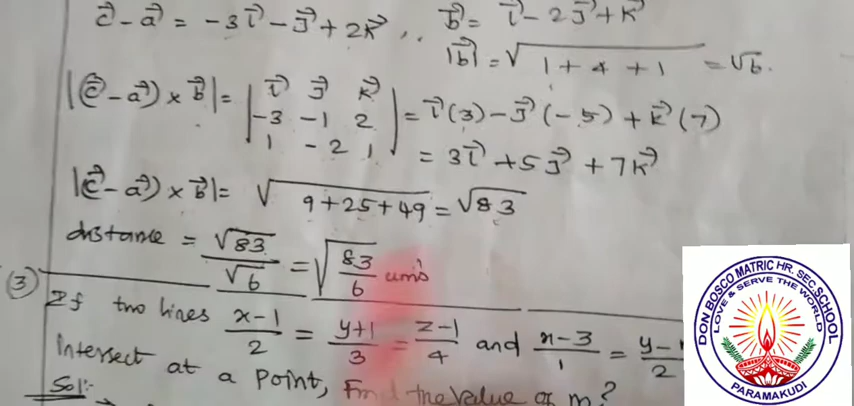 c⃗ - a⃗ = -3i⃗ - j⃗ + 2k⃗, b⃗ = i⃗ - 2j⃗ + k⃗
|b⃗| = √(1 + 4 + 1) = √6.
|(c⃗ - a⃗) × b⃗| = | i⃗ j⃗ k⃗ | = i⃗(3) - j⃗(-5) + k⃗(7)
-3 -1 2
1 -2 1 = 3i⃗ + 5j⃗ + 7k⃗
|(c⃗ - a⃗) × b⃗| = √(9 + 25 + 49) = √83
distance = √83/√6 = √(83/6) units
(3) If two lines (x-1)/2 = (y+1)/3 = (z-1)/4 and (x-3)/1 = (y-)/2
intersect at a point, Find the value of m?
Sol:-
DON BOSCO MATRIC HR. SEC. SCHOOL
LOVE & SERVE THE WORLD
PARAMAKUDI